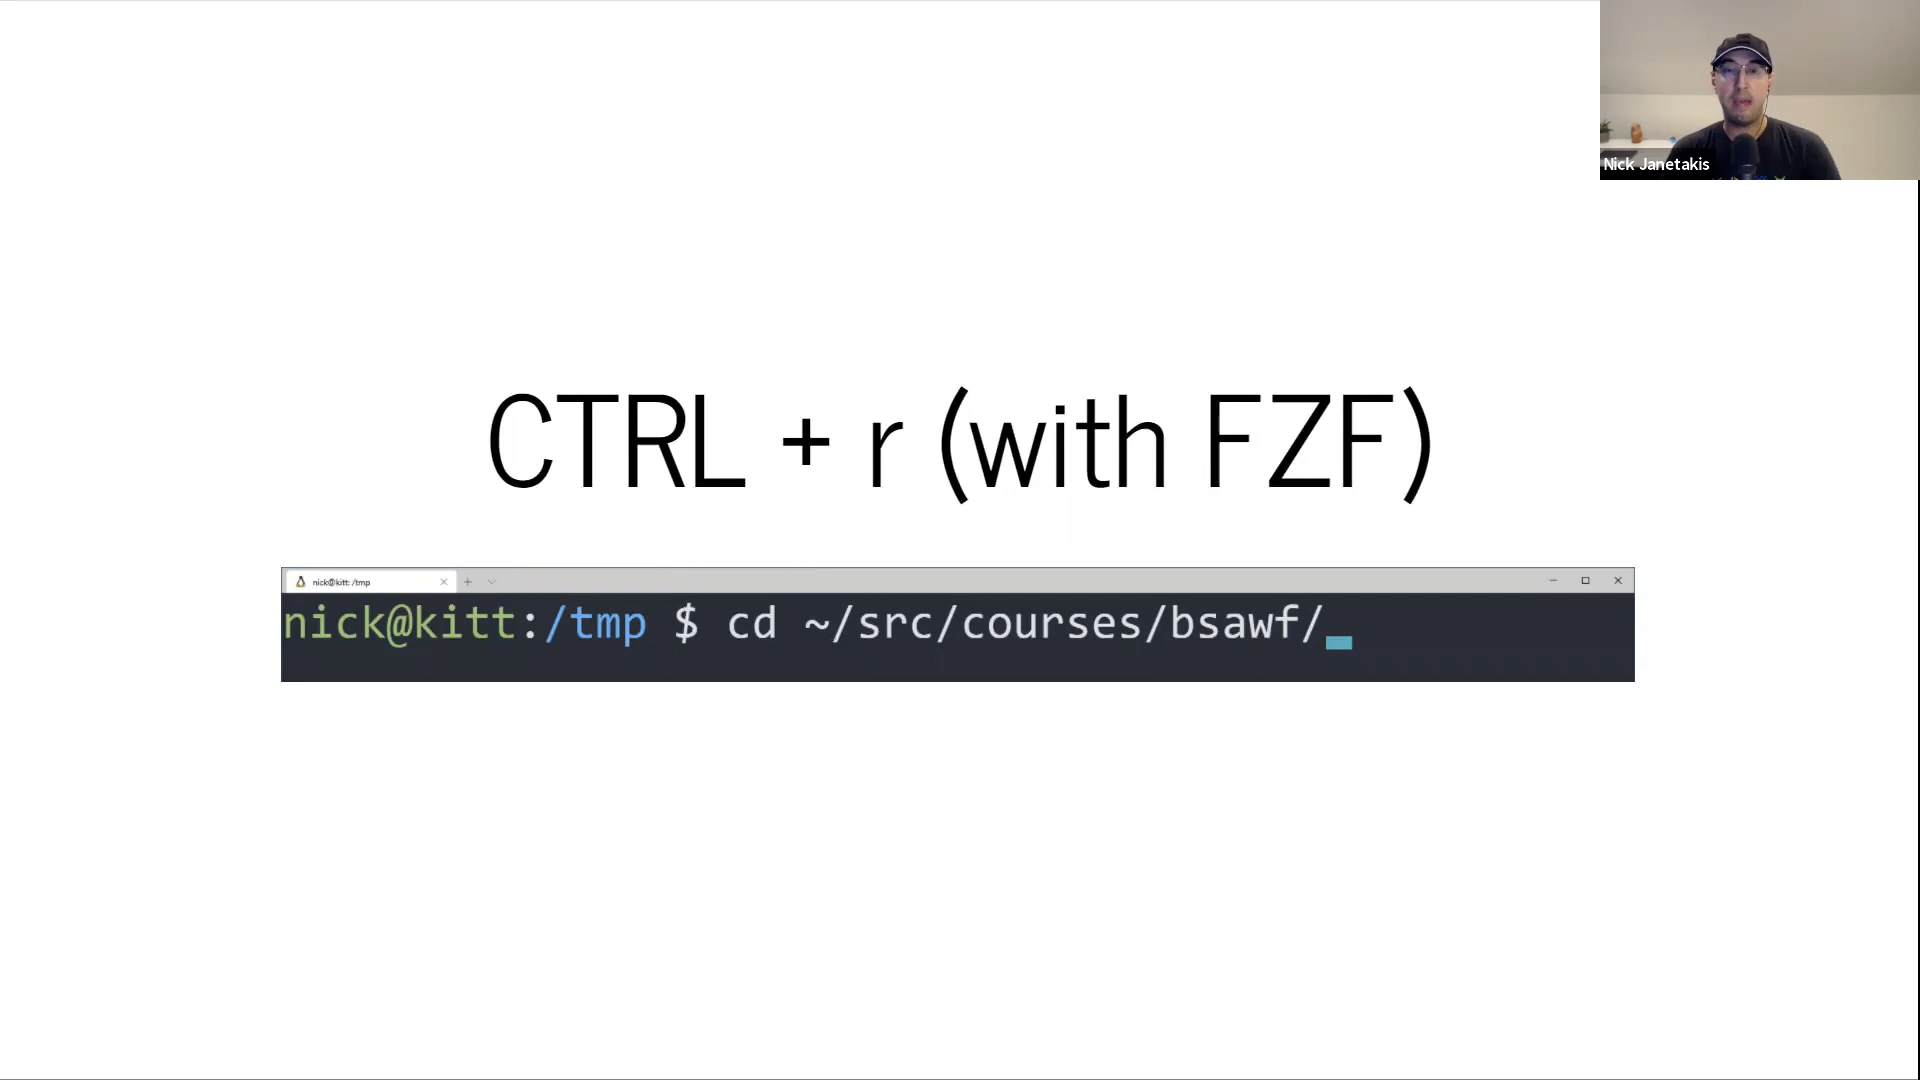 Nick Janetakis
CTRL + r (with FZF)
nick@kitt: /tmp
nick@kitt:/tmp $ cd ~/src/courses/bsawf/